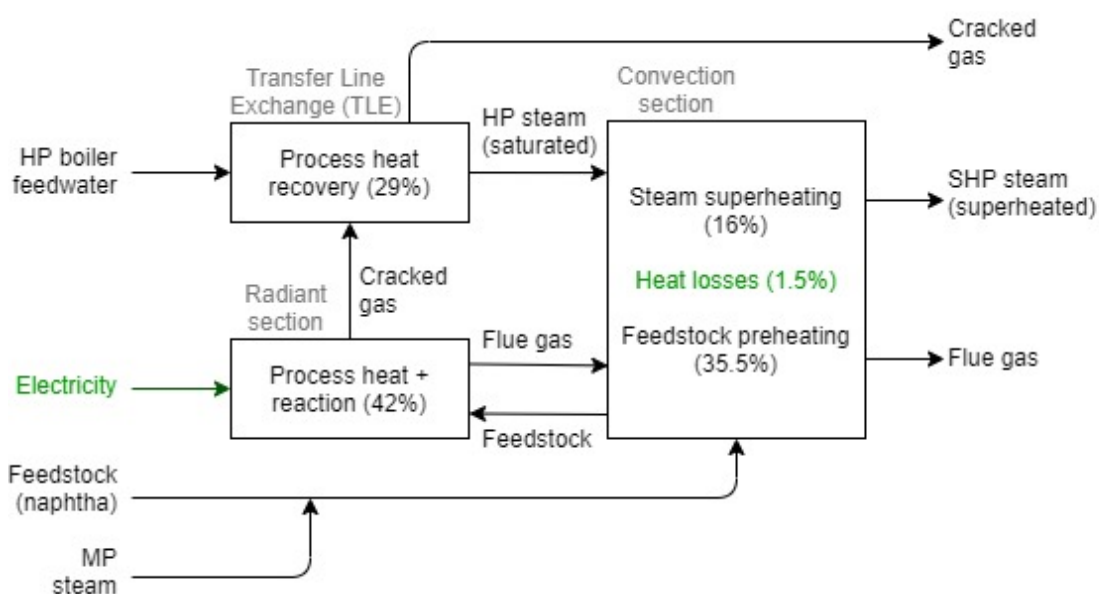 Cracked
gas
Transfer Line
Exchange (TLE)
Convection
section
HP boiler
feedwater
Process heat
recovery (29%)
HP steam
(saturated)
Steam superheating
(16%)
SHP steam
(superheated)
Heat losses (1.5%)
Cracked
gas
Radiant
section
Flue gas
Feedstock preheating
(35.5%)
Flue gas
Electricity
Process heat +
reaction (42%)
Feedstock
Feedstock
(naphtha)
MP
steam